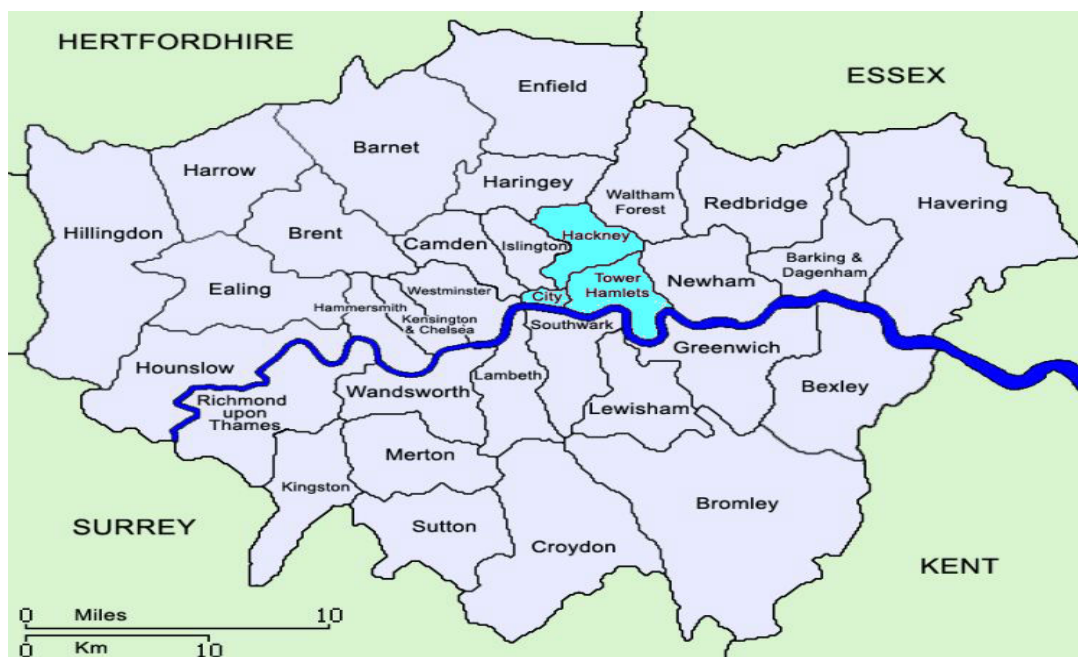 HERTFORDHIRE
ESSEX
Enfield
Barnet
Harrow
Haringey
Waltham
Forest
Redbridge
Havering
Hillingdon
Brent
Camden
Islington
Hackney
Barking &
Dagenham
Newham
Tower
Hamlets
City
Westminster
Ealing
Hammersmith
Kensington
& Chelsea
Southwark
Greenwich
Hounslow
Richmond
upon
Thames
Wandsworth
Lambeth
Lewisham
Bexley
Merton
Kingston
Bromley
SURREY
Sutton
Croydon
KENT
0 Miles 10
0 Km 10